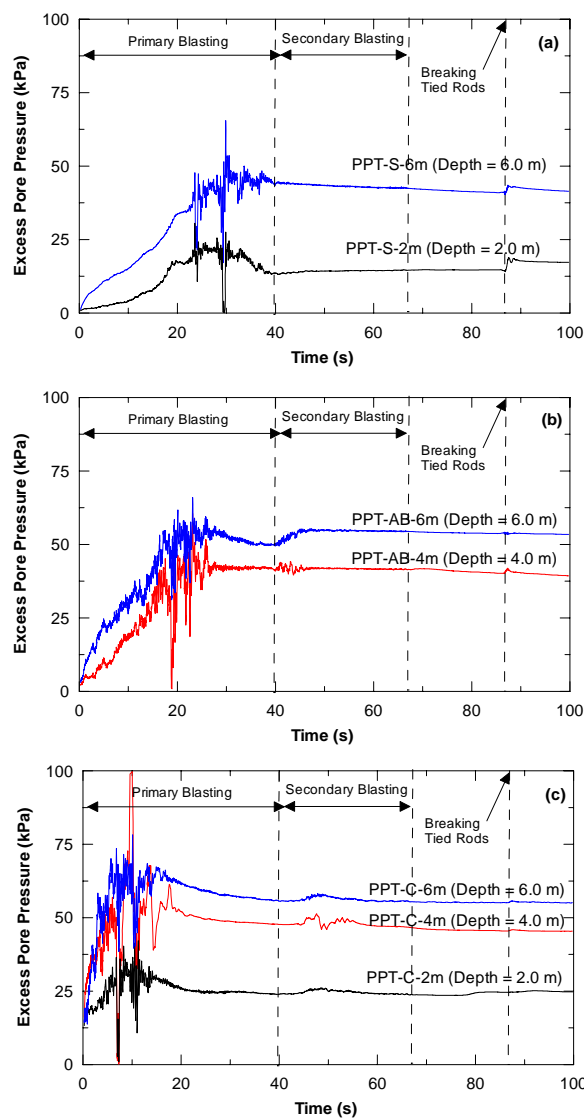 100
Primary Blasting
Secondary Blasting
(a)
Breaking
Tied Rods
75
50
25
0
Excess Pore Pressure (kPa)
PPT-S-6m (Depth = 6.0 m)
PPT-S-2m (Depth = 2.0 m)
0 20 40 60 80 100
Time (s)
100
Primary Blasting
Secondary Blasting
(b)
Breaking
Tied Rods
75
50
25
0
Excess Pore Pressure (kPa)
PPT-AB-6m (Depth = 6.0 m)
PPT-AB-4m (Depth = 4.0 m)
0 20 40 60 80 100
Time (s)
100
Primary Blasting
Secondary Blasting
(c)
Breaking
Tied Rods
75
50
25
0
Excess Pore Pressure (kPa)
PPT-C-6m (Depth = 6.0 m)
PPT-C-4m (Depth = 4.0 m)
PPT-C-2m (Depth = 2.0 m)
0 20 40 60 80 100
Time (s)